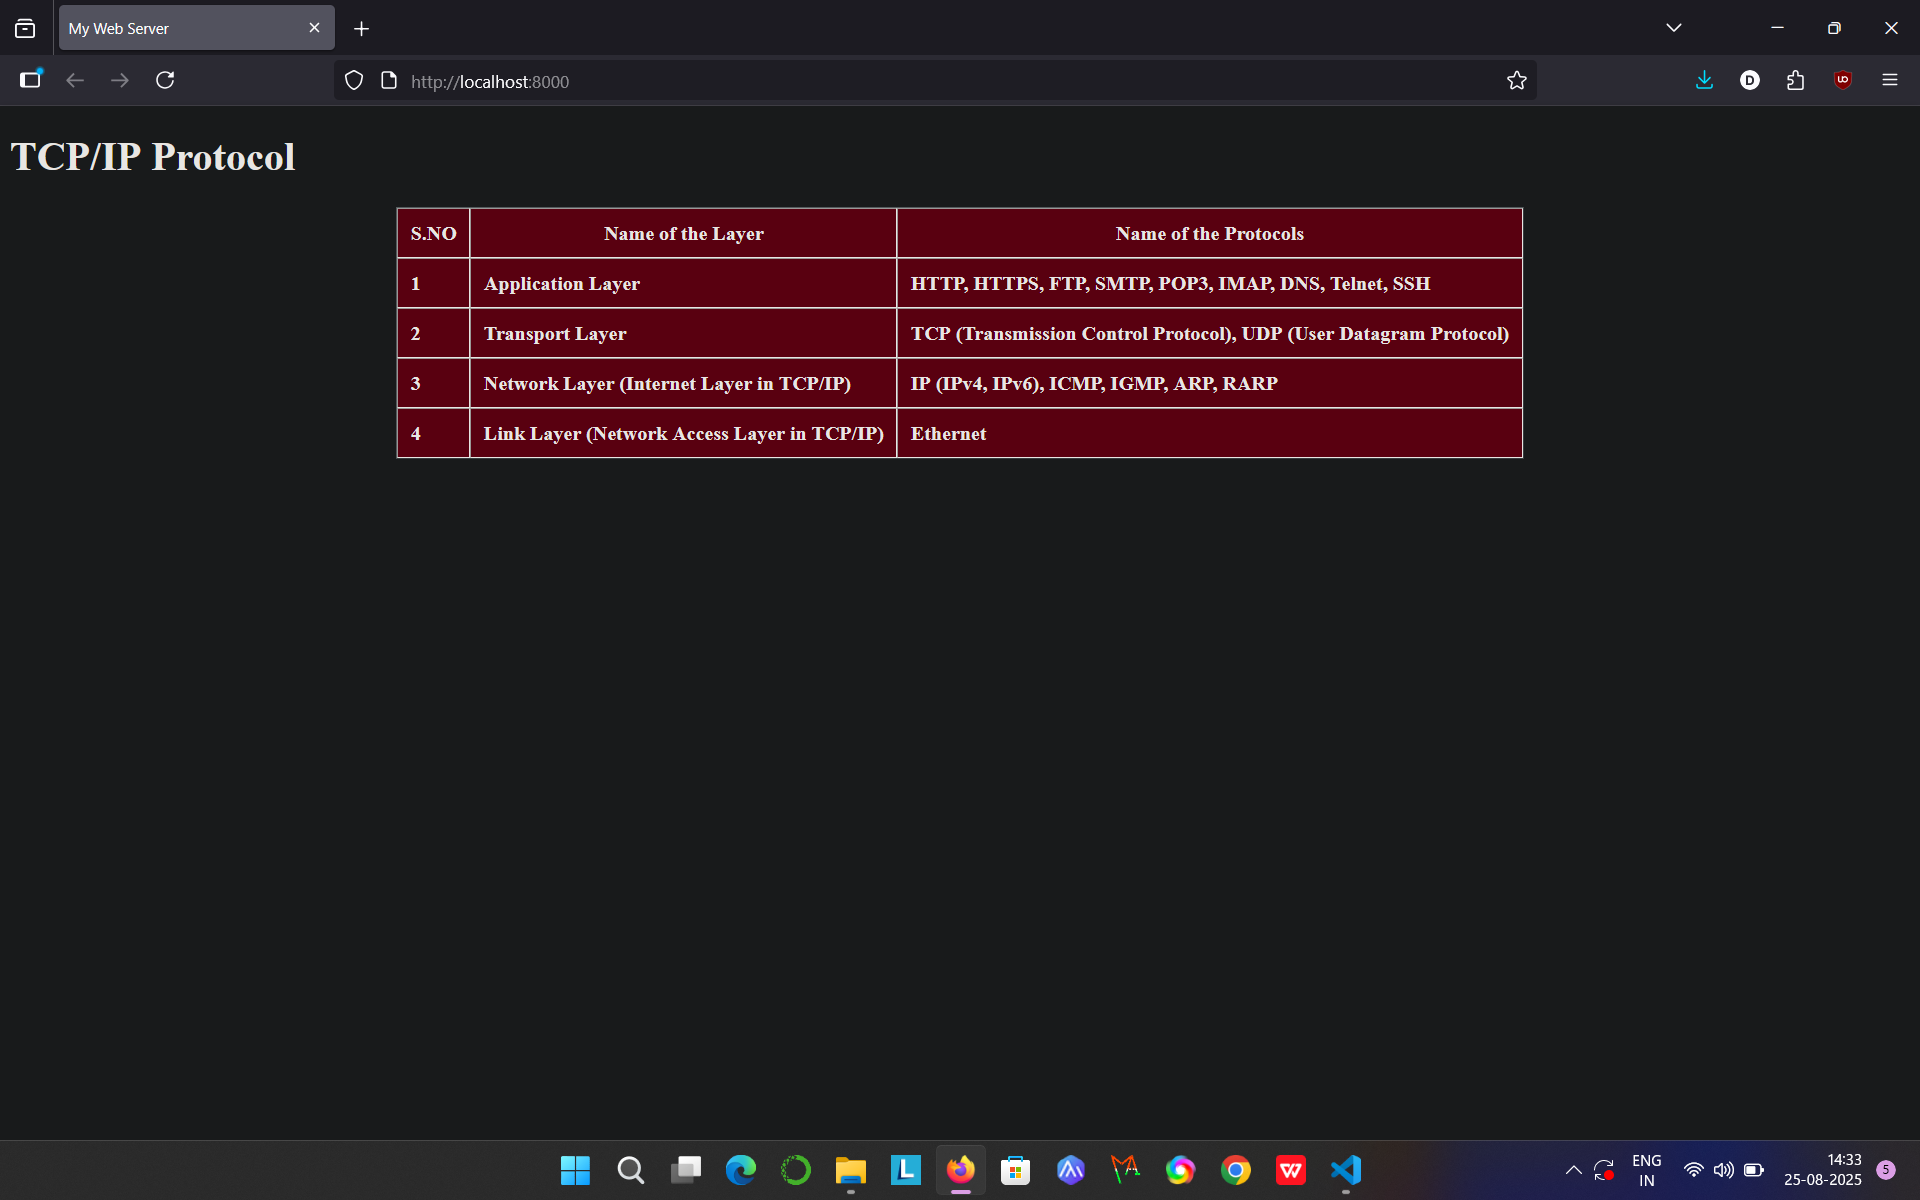 My Web Server
http://localhost:8000
TCP/IP Protocol
S.NO Name of the Layer Name of the Protocols
1 Application Layer HTTP, HTTPS, FTP, SMTP, POP3, IMAP, DNS, Telnet, SSH
2 Transport Layer TCP (Transmission Control Protocol), UDP (User Datagram Protocol)
3 Network Layer (Internet Layer in TCP/IP) IP (IPv4, IPv6), ICMP, IGMP, ARP, RARP
4 Link Layer (Network Access Layer in TCP/IP) Ethernet
ENG 14:33
IN 25-08-2025 5